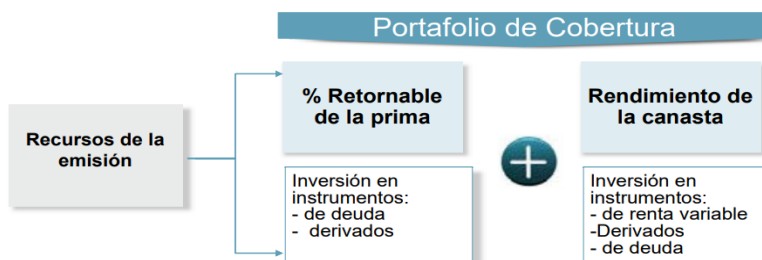 Portafolio de Cobertura
Recursos de la
emisión
% Retornable
de la prima
Inversión en
instrumentos:
- de deuda
- derivados
Rendimiento de
la canasta
Inversión en
instrumentos:
- de renta variable
-Derivados
- de deuda